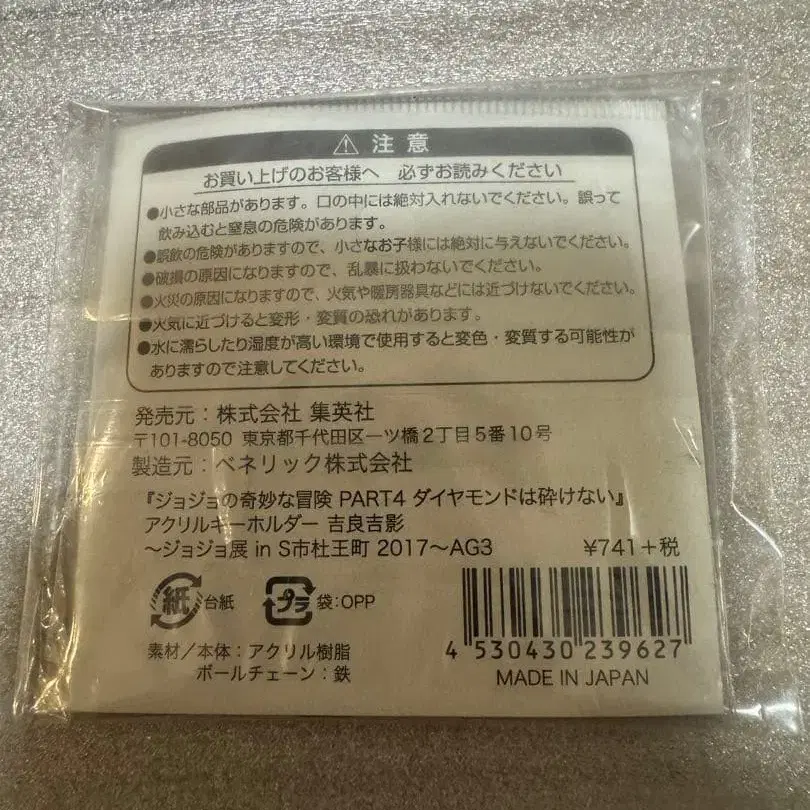 ⚠ 注意
お買い上げのお客様へ 必ずお読みください
●小さな部品があります。口の中には絶対入れないでください。誤って
飲み込むと窒息の危険があります。
●誤飲の危険がありますので、小さなお子様には絶対に与えないでください。
●破損の原因になりますので、乱暴に扱わないでください。
●火災の原因になりますので、火気や暖房器具などには近づけないでください。
●火気に近づけると変形・変質の恐れがあります。
●水に濡らしたり湿度が高い環境で使用すると変色・変質する可能性が
ありますので注意してください。
発売元：株式会社 集英社
〒101-8050 東京都千代田区一ツ橋2丁目5番10号
製造元：ベネリック株式会社
『ジョジョの奇妙な冒険 PART4 ダイヤモンドは砕けない』
アクリルキーホルダー 吉良吉影
～ジョジョ展 in S市杜王町 2017～AG3 ¥741+税
紙 台紙 プラ 袋:OPP
素材／本体：アクリル樹脂
ボールチェーン：鉄
4 530430 239627
MADE IN JAPAN